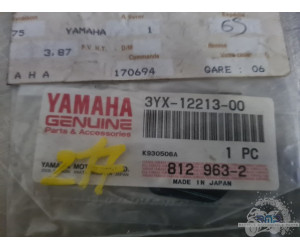 75
YAMAHA 1
65
3.87
AHA 170694 GARE : 06
YAMAHA
GENUINE
Parts & Accessories
3YX-12213-00
1 PC
K930506A
812 963-2
MADE IN JAPAN